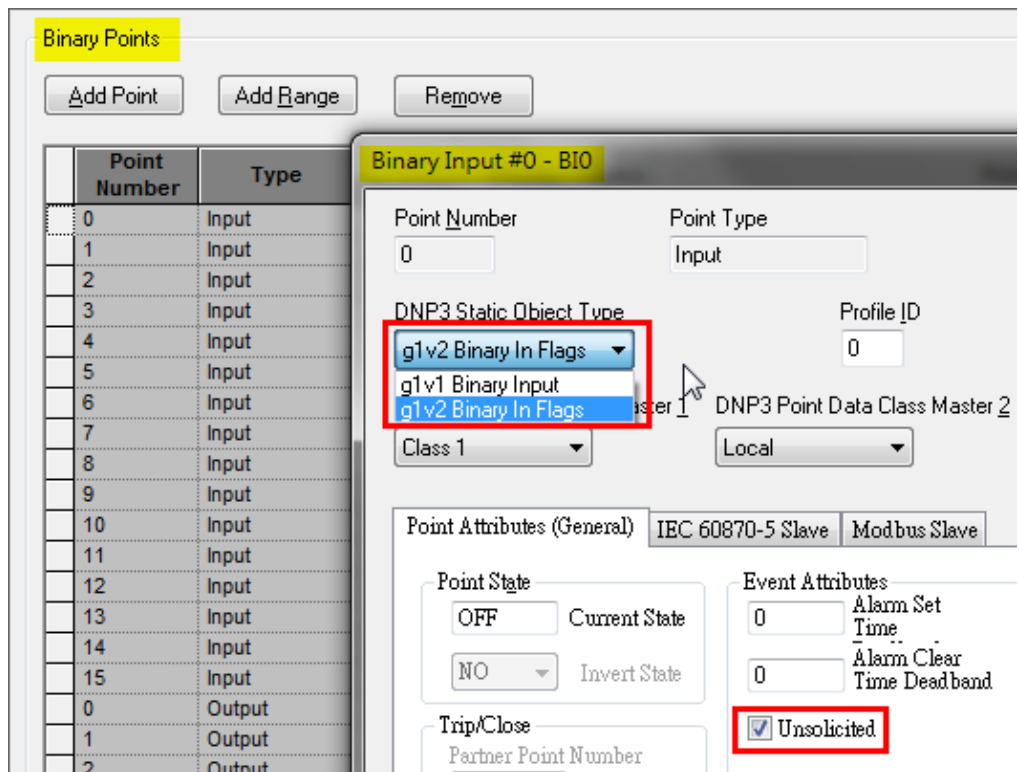 Binary Points
Add Point Add Range Remove
Point Number Type
0 Input
1 Input
2 Input
3 Input
4 Input
5 Input
6 Input
7 Input
8 Input
9 Input
10 Input
11 Input
12 Input
13 Input
14 Input
15 Input
0 Output
1 Output
2 Output
Binary Input #0 - BI0
Point Number Point Type
0 Input
DNP3 Static Object Type Profile ID
g1v2 Binary In Flags 0
g1v1 Binary Input
g1v2 Binary In Flags
1 DNP3 Point Data Class Master 2
Class 1 Local
Point Attributes (General) IEC 60870-5 Slave Modbus Slave
Point State
OFF Current State
NO Invert State
Trip/Close
Partner Point Number
Event Attributes
0 Alarm Set
Time
0 Alarm Clear
Time Deadband
Unsolicited